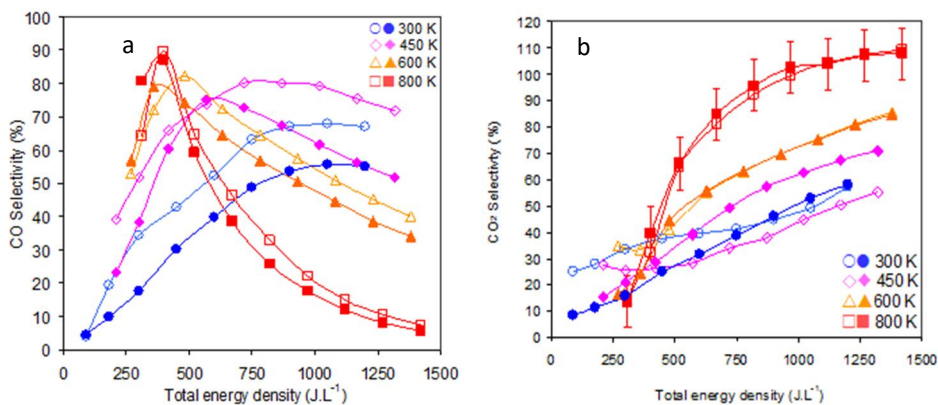 a
CO Selectivity (%)
100
90
80
70
60
50
40
30
20
10
0
0 250 500 750 1000 1250 1500
Total energy density (J.L⁻¹)
300 K
450 K
600 K
800 K
b
CO₂ Selectivity (%)
120
110
100
90
80
70
60
50
40
30
20
10
0
0 250 500 750 1000 1250 1500
Total energy density (J.L⁻¹)
300 K
450 K
600 K
800 K